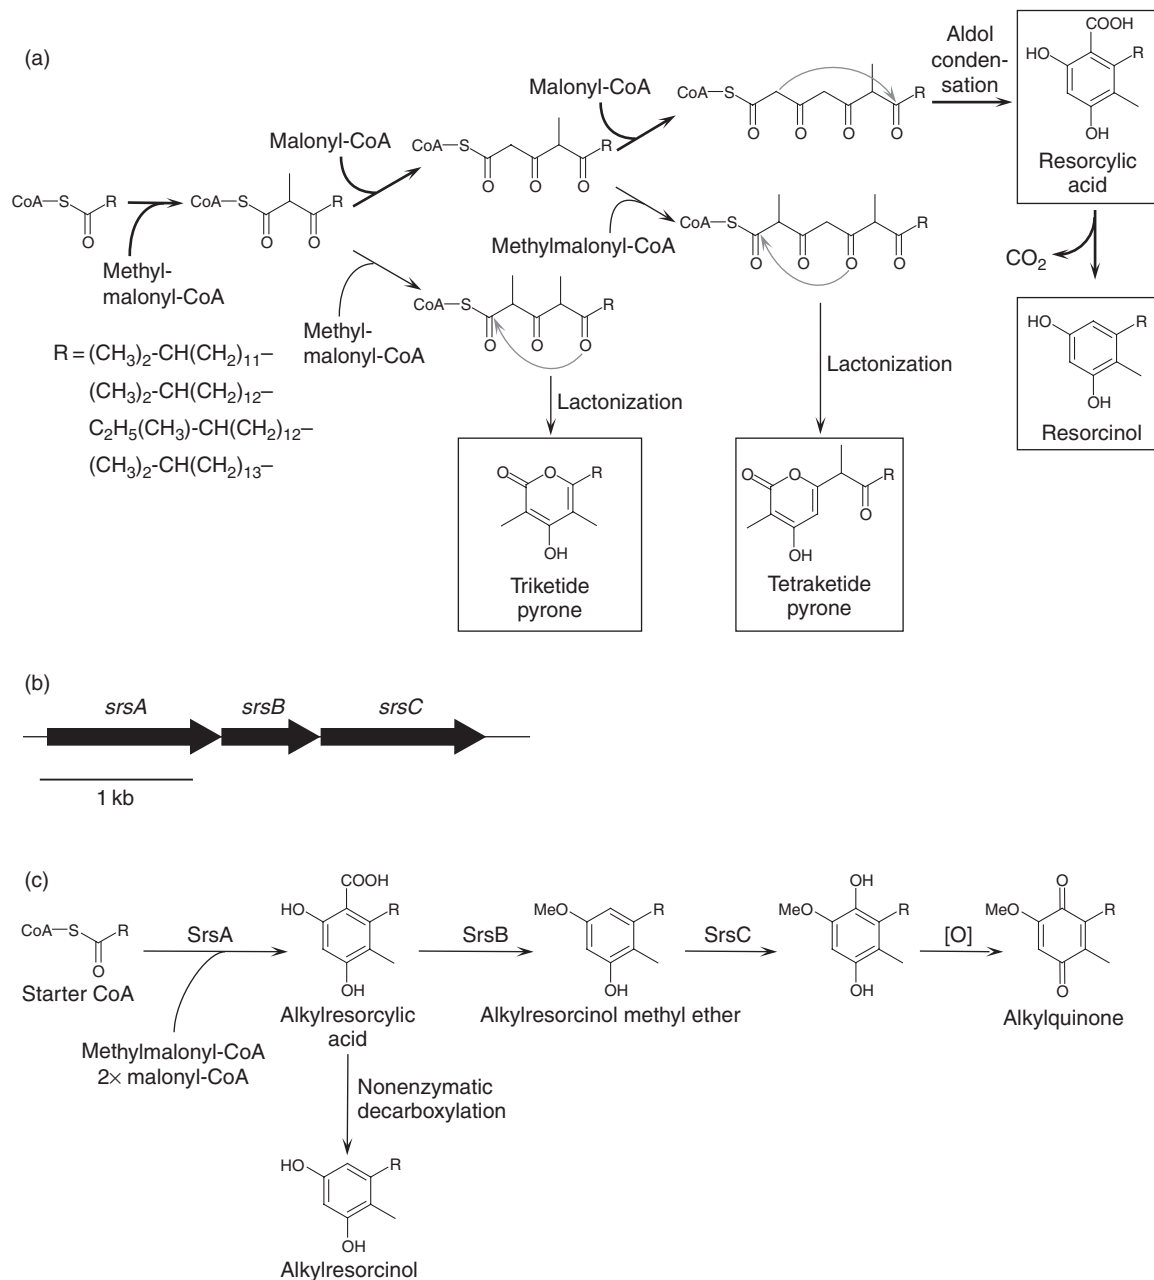 (a)
CoA—S
R
O
Methyl-
malonyl-CoA
CoA—S
R
O O
Malonyl-CoA
CoA—S
R
O O O
Methyl-
malonyl-CoA
CoA—S
R
O O O
Malonyl-CoA
CoA—S
R
O O O O
Methylmalonyl-CoA
CoA—S
R
O O O O
Aldol
conden-
sation
COOH
HO R
OH
Resorcylic
acid
CO2
HO R
OH
Resorcinol
R = (CH3)2-CH(CH2)11–
(CH3)2-CH(CH2)12–
C2H5(CH3)-CH(CH2)12–
(CH3)2-CH(CH2)13–
Lactonization
O O R
OH
Triketide
pyrone
Lactonization
O O R
O
OH
Tetraketide
pyrone
(b)
srsA srsB srsC
1 kb
(c)
CoA—S
R
O
Starter CoA
SrsA
Methylmalonyl-CoA
2× malonyl-CoA
COOH
HO R
OH
Alkylresorcylic
acid
SrsB
MeO R
OH
Alkylresorcinol methyl ether
SrsC
OH
MeO R
OH
[O]
O
MeO R
O
Alkylquinone
Nonenzymatic
decarboxylation
HO R
OH
Alkylresorcinol